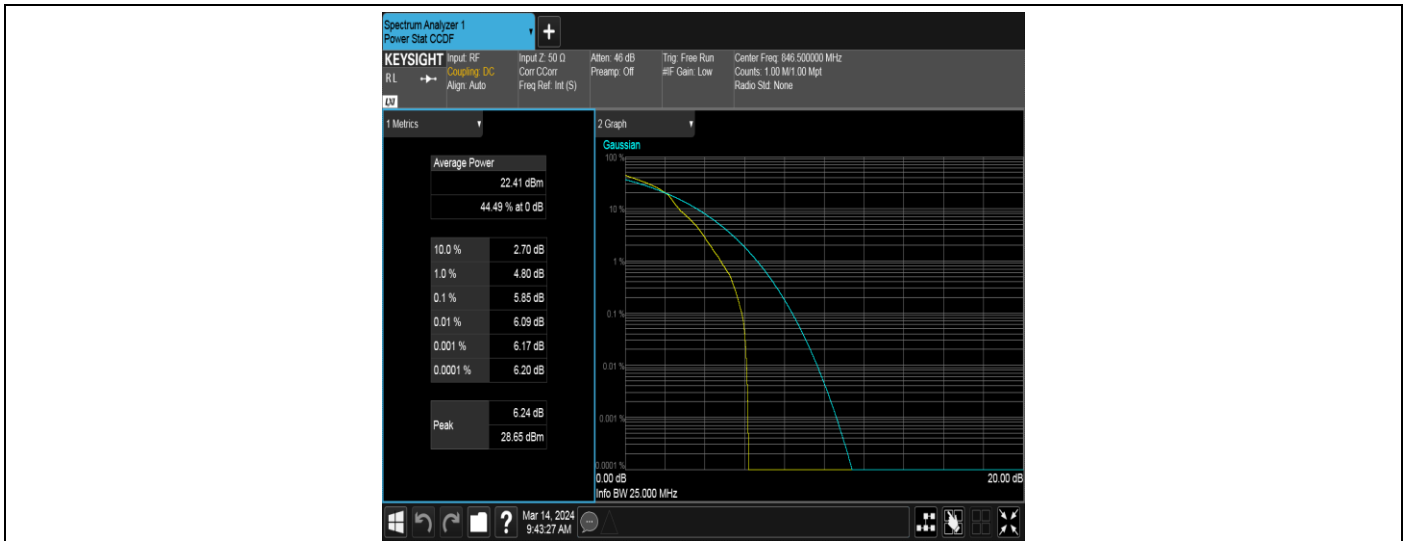 Spectrum Analyzer 1
Power Stat CCDF
KEYSIGHT
RL
LXI
Input: RF
Coupling: DC
Align: Auto
Input Z: 50 Ω
Corr CCorr
Freq Ref: Int (S)
Atten: 46 dB
Preamp: Off
Trig: Free Run
#IF Gain: Low
Center Freq: 846.500000 MHz
Counts: 1.00 M/1.00 Mpt
Radio Std: None
1 Metrics
Average Power
22.41 dBm
44.49 % at 0 dB
10.0 % 2.70 dB
1.0 % 4.80 dB
0.1 % 5.85 dB
0.01 % 6.09 dB
0.001 % 6.17 dB
0.0001 % 6.20 dB
Peak
6.24 dB
28.65 dBm
2 Graph
Gaussian
100 %
10 %
1 %
0.1 %
0.01 %
0.001 %
0.0001 %
0.00 dB 20.00 dB
Info BW 25.000 MHz
Mar 14, 2024
9:43:27 AM